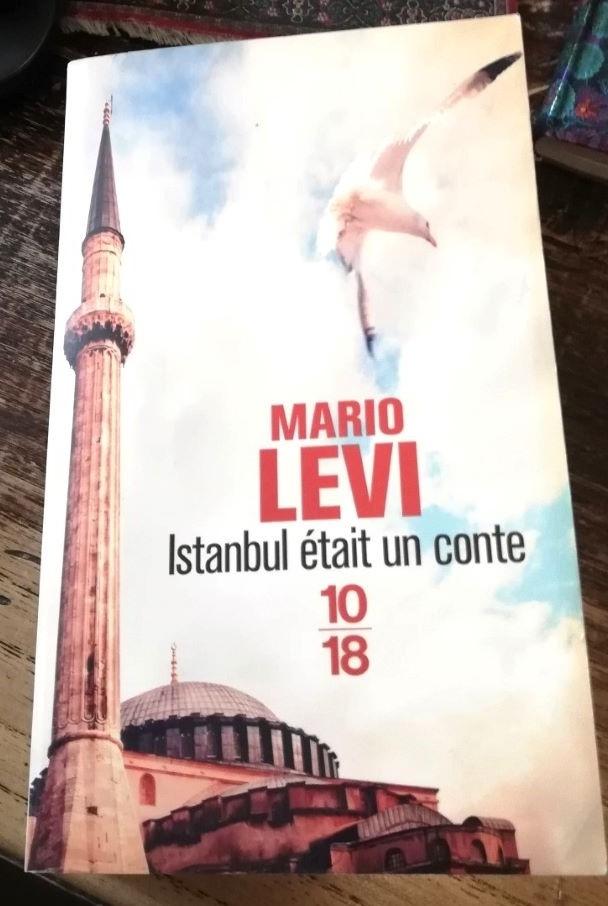 MARIO
LEVI
Istanbul était un conte
10
18